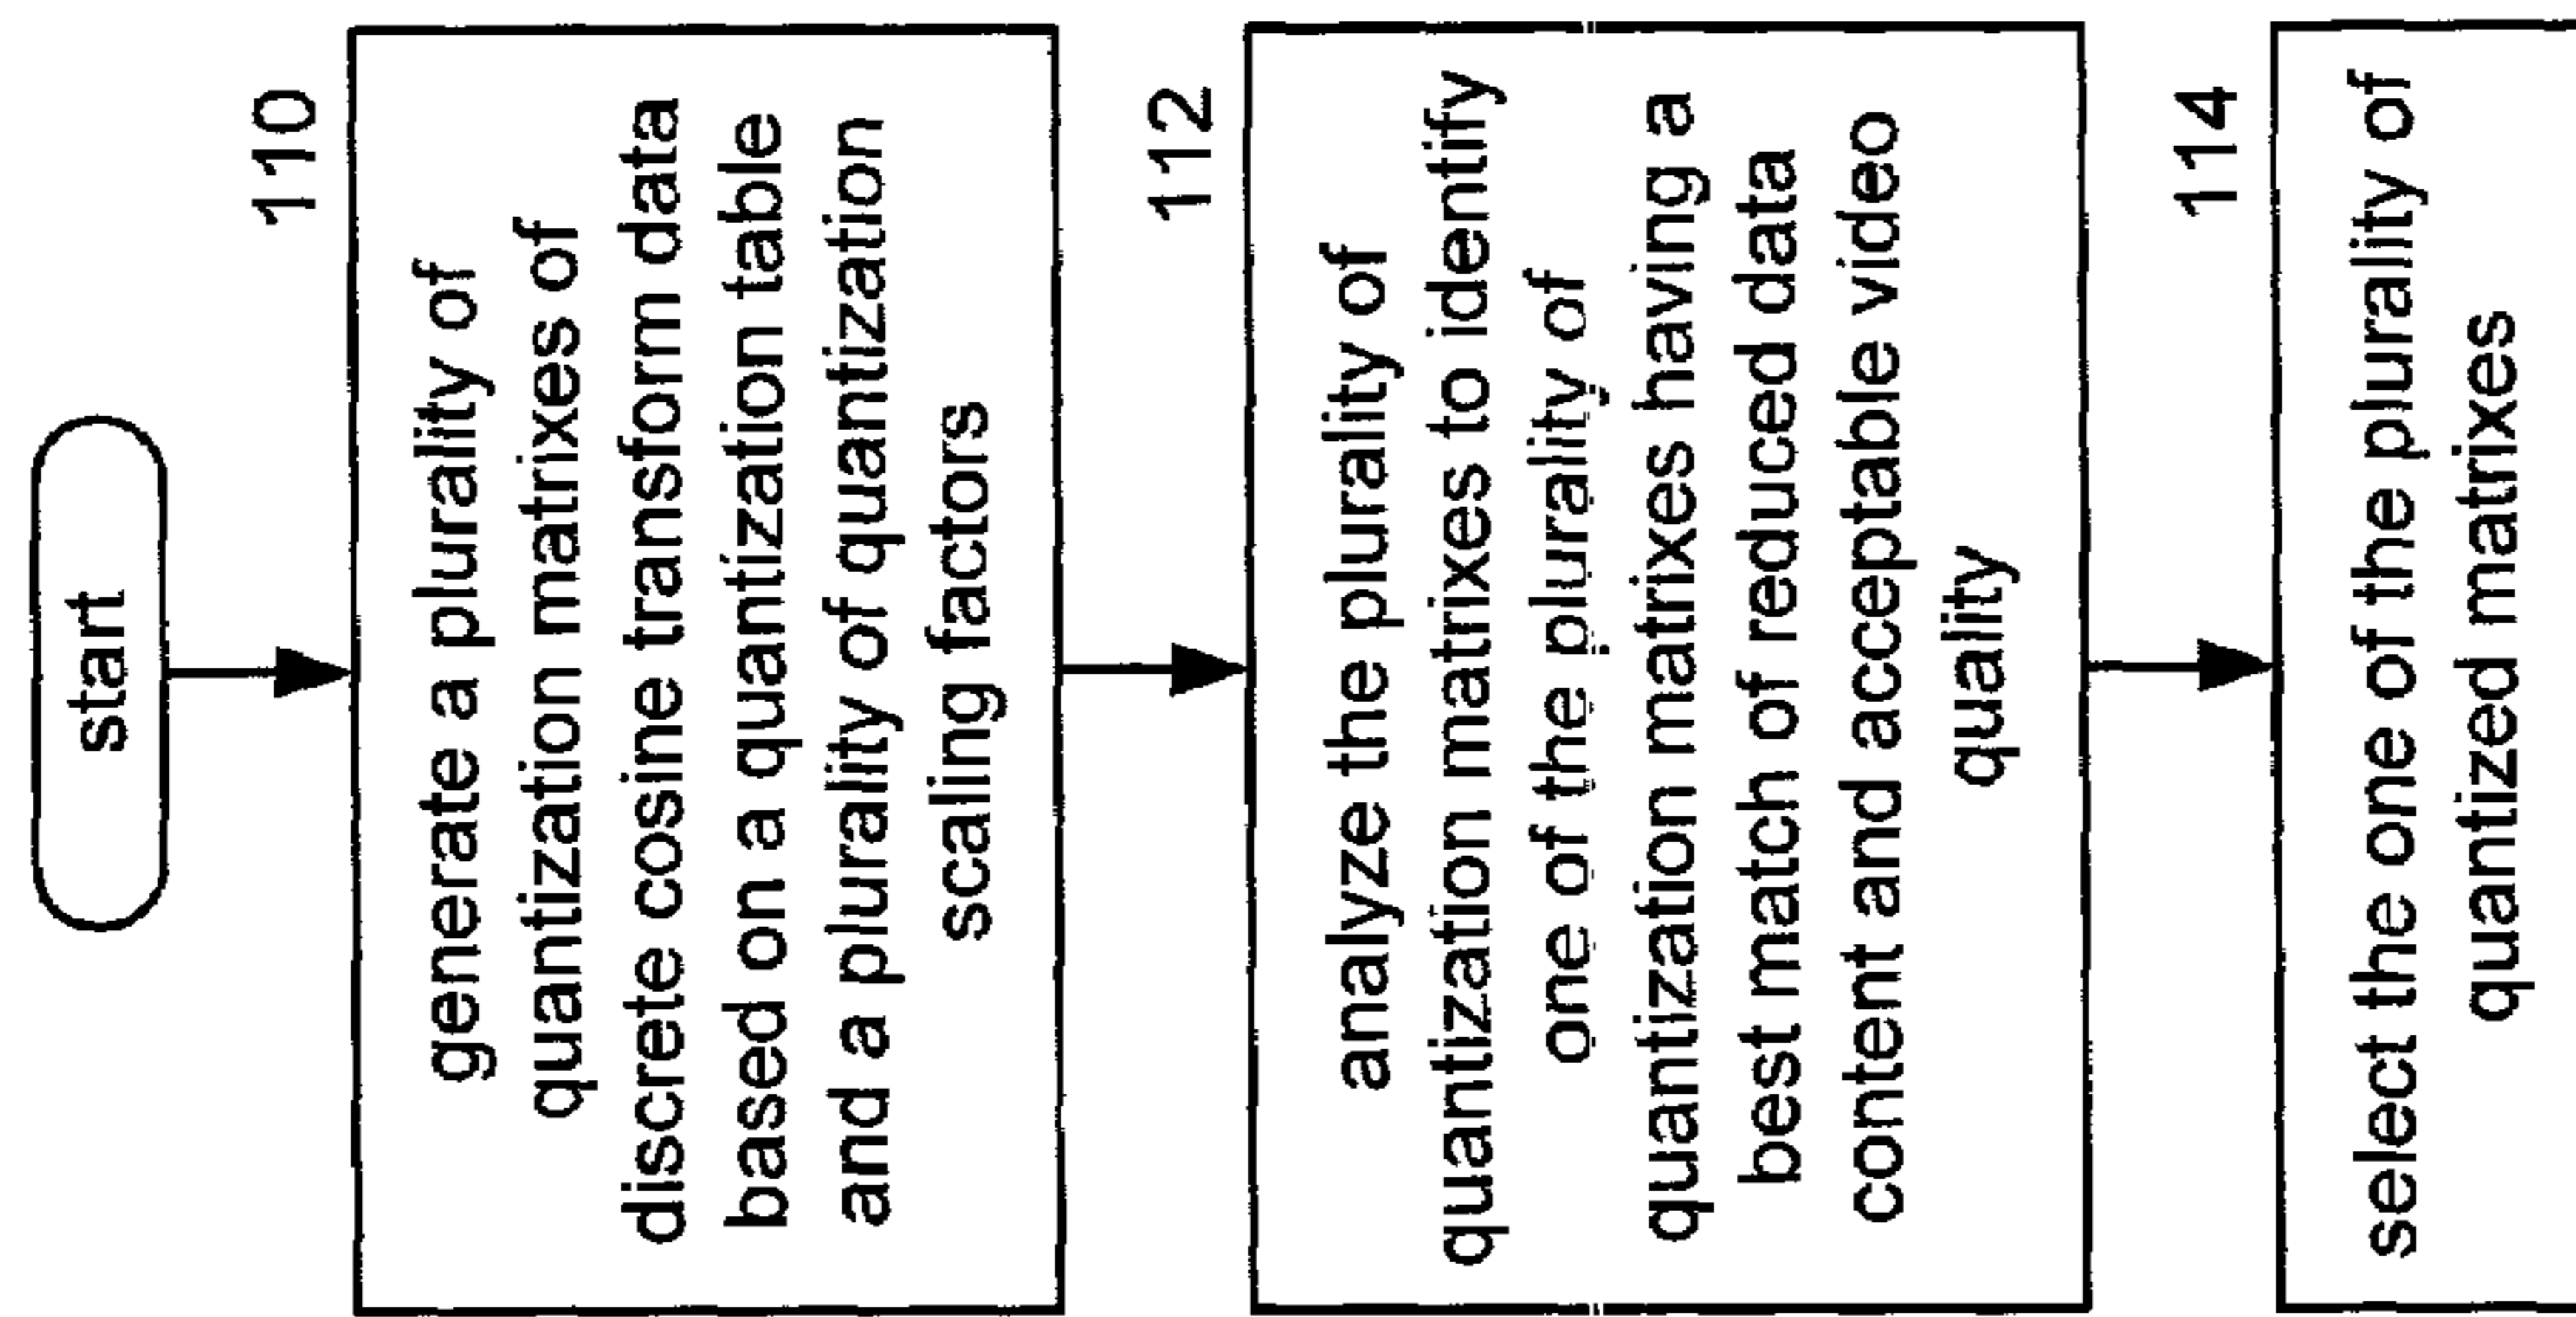 start
110
generate a plurality of
quantization matrixes of
discrete cosine transform data
based on a quantization table
and a plurality of quantization
scaling factors
112
analyze the plurality of
quantization matrixes to identify
one of the plurality of
quantization matrixes having a
best match of reduced data
content and acceptable video
quality
114
select the one of the plurality of
quantized matrixes